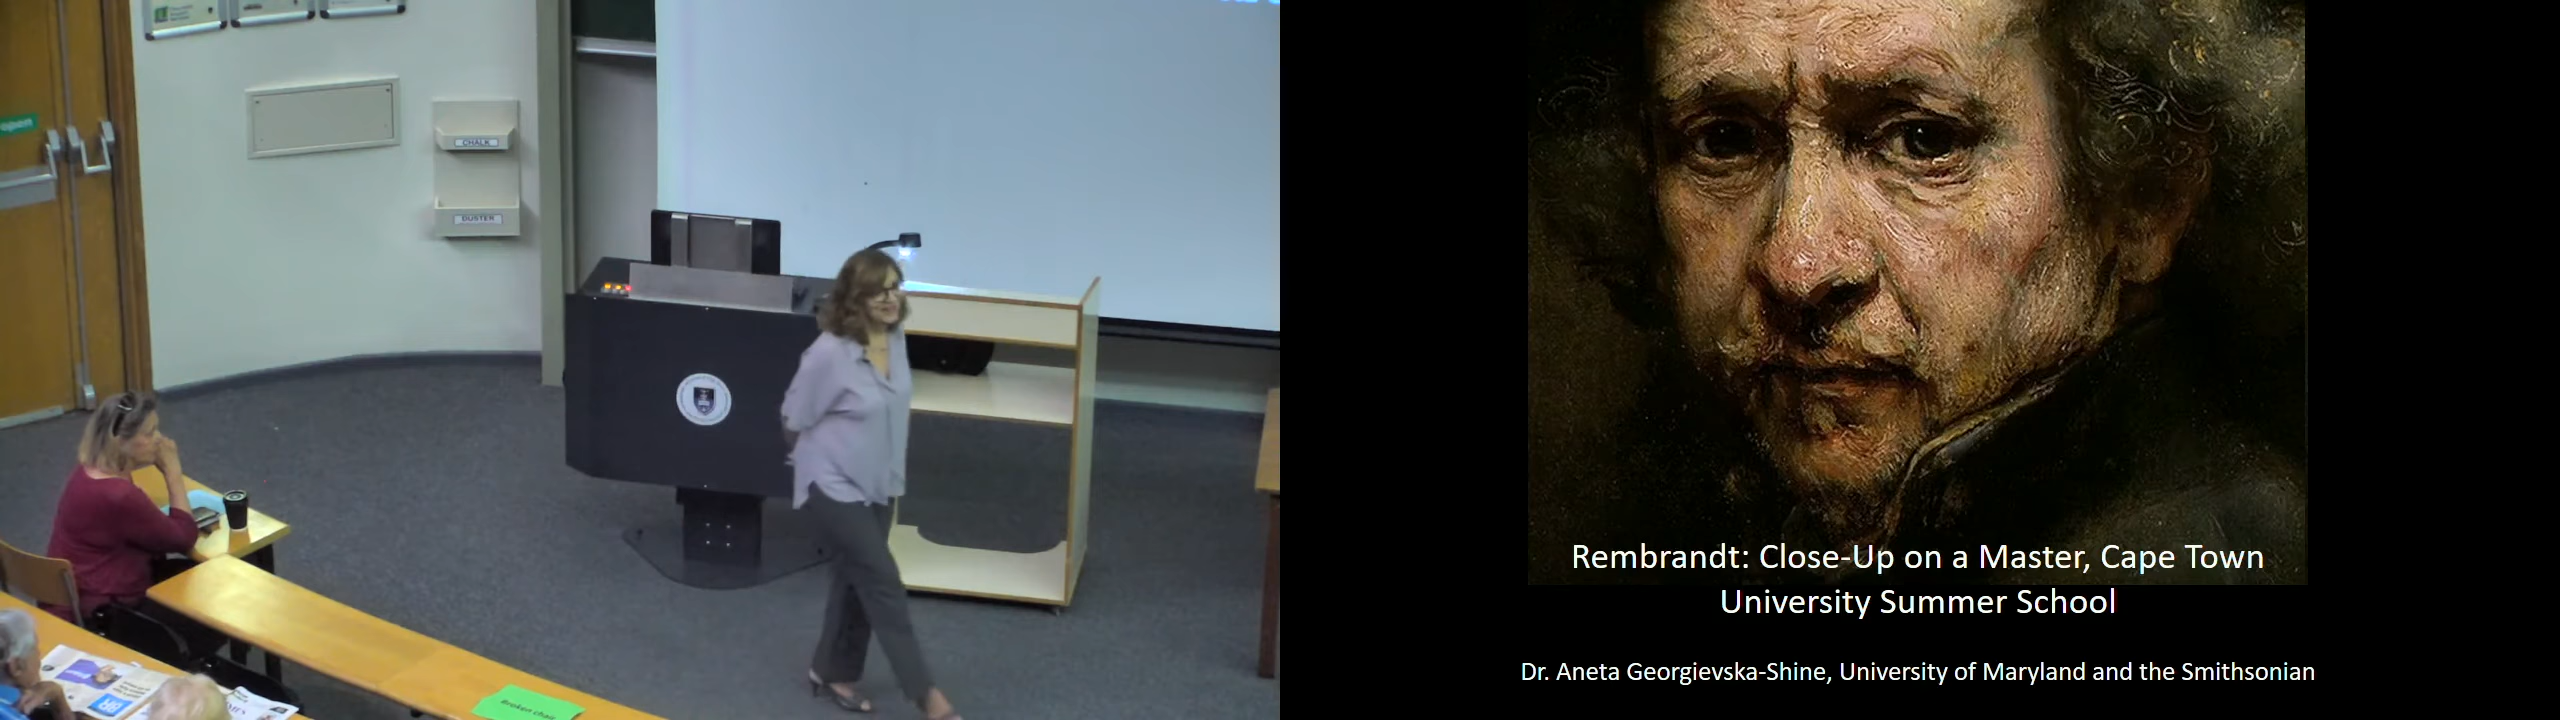 open
CHALK
DUSTER
Broken chair
Rembrandt: Close-Up on a Master, Cape Town
University Summer School
Dr. Aneta Georgievska-Shine, University of Maryland and the Smithsonian